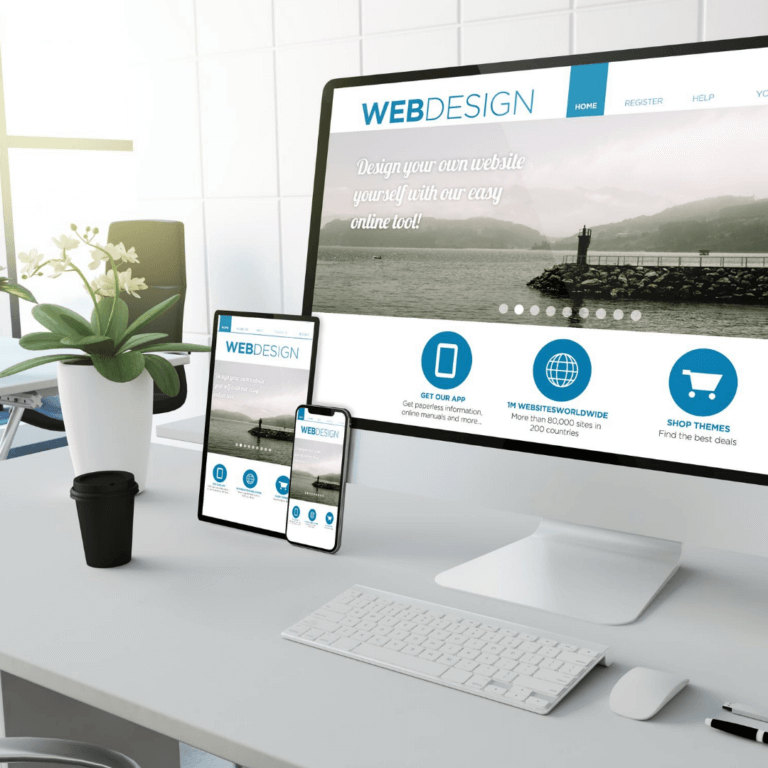 WEBDESIGN
HOME REGISTER HELP YO
Design your own website
yourself with our easy
online tool!
GET OUR APP
Get paperless information,
online manuals and more...
1M WEBSITESWORLDWIDE
More than 80,000 sites in
200 countries
SHOP THEMES
Find the best deals
HOME
WEBDESIGN
WEBDESIGN